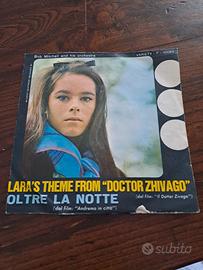 Bob Mitchell and his orchestra
VARIETY
LARA'S THEME FROM "DOCTOR ZHIVAGO"
OLTRE LA NOTTE (dal film: "Il Dottor Zivago")
(dal film: "Andremo in città")
subito